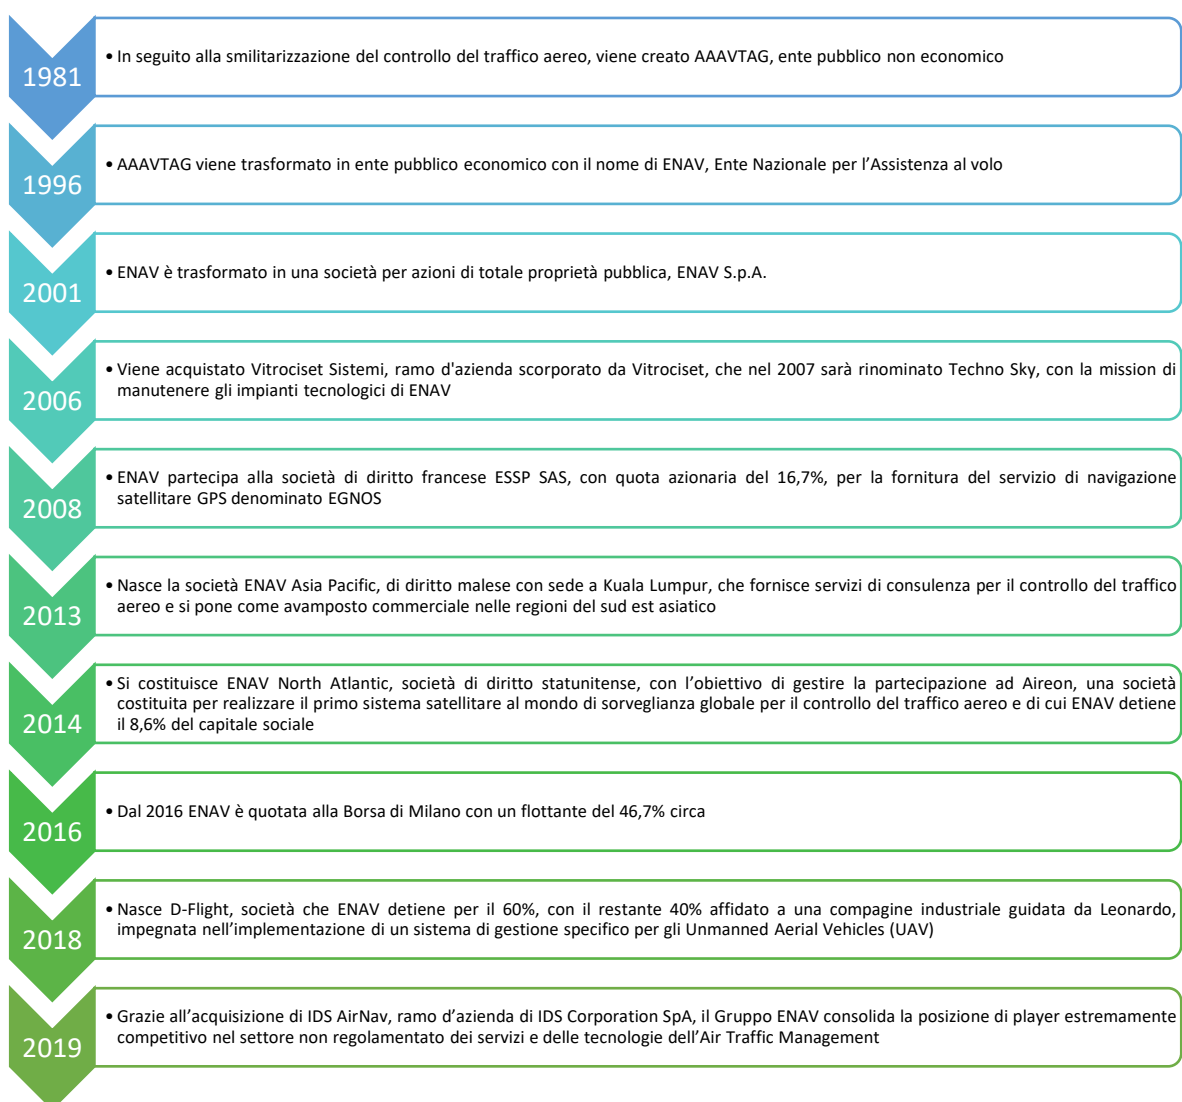 1981
• In seguito alla smilitarizzazione del controllo del traffico aereo, viene creato AAAVTAG, ente pubblico non economico
1996
• AAAVTAG viene trasformato in ente pubblico economico con il nome di ENAV, Ente Nazionale per l’Assistenza al volo
2001
• ENAV è trasformato in una società per azioni di totale proprietà pubblica, ENAV S.p.A.
2006
• Viene acquistato Vitrociset Sistemi, ramo d'azienda scorporato da Vitrociset, che nel 2007 sarà rinominato Techno Sky, con la mission di
manutenere gli impianti tecnologici di ENAV
2008
• ENAV partecipa alla società di diritto francese ESSP SAS, con quota azionaria del 16,7%, per la fornitura del servizio di navigazione
satellitare GPS denominato EGNOS
2013
• Nasce la società ENAV Asia Pacific, di diritto malese con sede a Kuala Lumpur, che fornisce servizi di consulenza per il controllo del traffico
aereo e si pone come avamposto commerciale nelle regioni del sud est asiatico
2014
• Si costituisce ENAV North Atlantic, società di diritto statunitense, con l’obiettivo di gestire la partecipazione ad Aireon, una società
costituita per realizzare il primo sistema satellitare al mondo di sorveglianza globale per il controllo del traffico aereo e di cui ENAV detiene
il 8,6% del capitale sociale
2016
• Dal 2016 ENAV è quotata alla Borsa di Milano con un flottante del 46,7% circa
2018
• Nasce D-Flight, società che ENAV detiene per il 60%, con il restante 40% affidato a una compagine industriale guidata da Leonardo,
impegnata nell’implementazione di un sistema di gestione specifico per gli Unmanned Aerial Vehicles (UAV)
2019
• Grazie all’acquisizione di IDS AirNav, ramo d’azienda di IDS Corporation SpA, il Gruppo ENAV consolida la posizione di player estremamente
competitivo nel settore non regolamentato dei servizi e delle tecnologie dell’Air Traffic Management